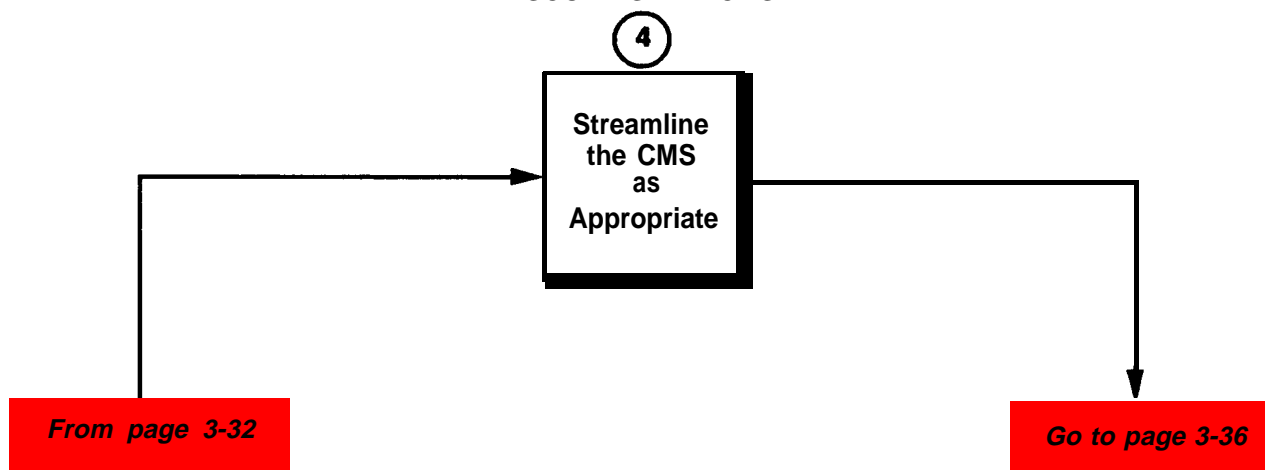 4
Streamline
the CMS
as
Appropriate
From page 3-32
Go to page 3-36